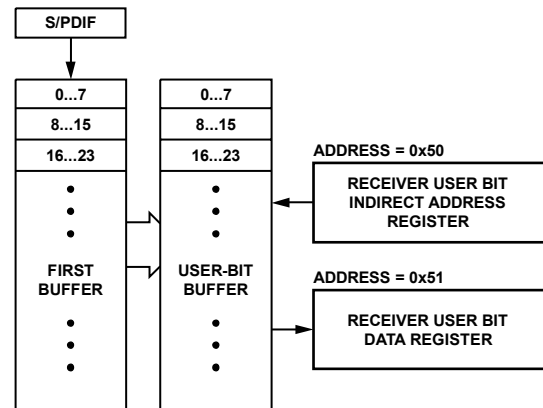 S/PDIF
0...7
8...15
16...23
FIRST
BUFFER
0...7
8...15
16...23
USER-BIT
BUFFER
ADDRESS = 0x50
RECEIVER USER BIT
INDIRECT ADDRESS
REGISTER
ADDRESS = 0x51
RECEIVER USER BIT
DATA REGISTER